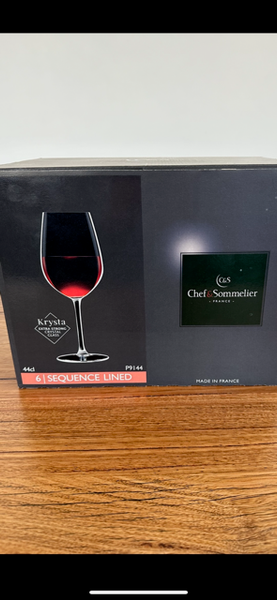 Krysta
EXTRA STRONG
CRYSTAL
GLASS
44cl P9144
6 | SEQUENCE LINED
C&S
Chef&Sommelier
- FRANCE -
MADE IN FRANCE